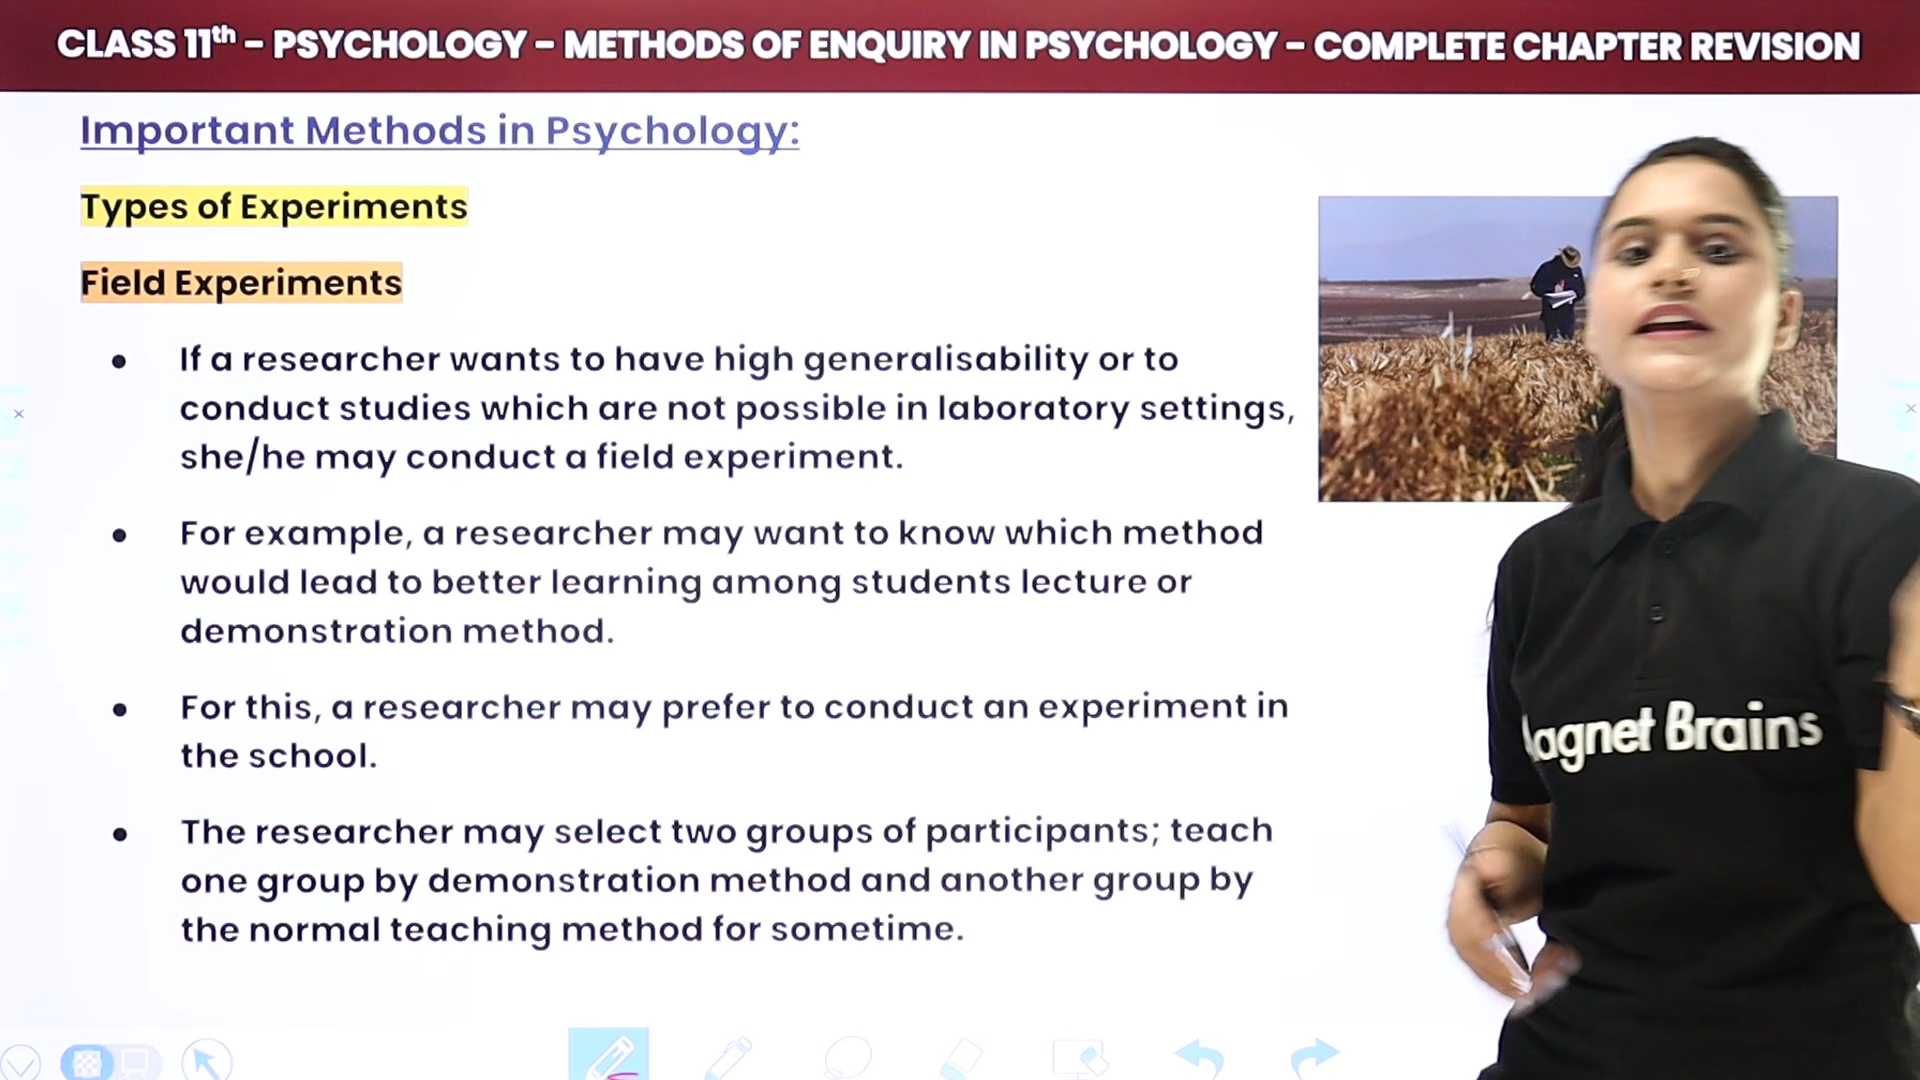 CLASS 11th - PSYCHOLOGY - METHODS OF ENQUIRY IN PSYCHOLOGY - COMPLETE CHAPTER REVISION
Important Methods in Psychology:
Types of Experiments
Field Experiments
• If a researcher wants to have high generalisability or to
conduct studies which are not possible in laboratory settings,
she/he may conduct a field experiment.
• For example, a researcher may want to know which method
would lead to better learning among students lecture or
demonstration method.
• For this, a researcher may prefer to conduct an experiment in
the school.
• The researcher may select two groups of participants; teach
one group by demonstration method and another group by
the normal teaching method for sometime.
agnet Brains